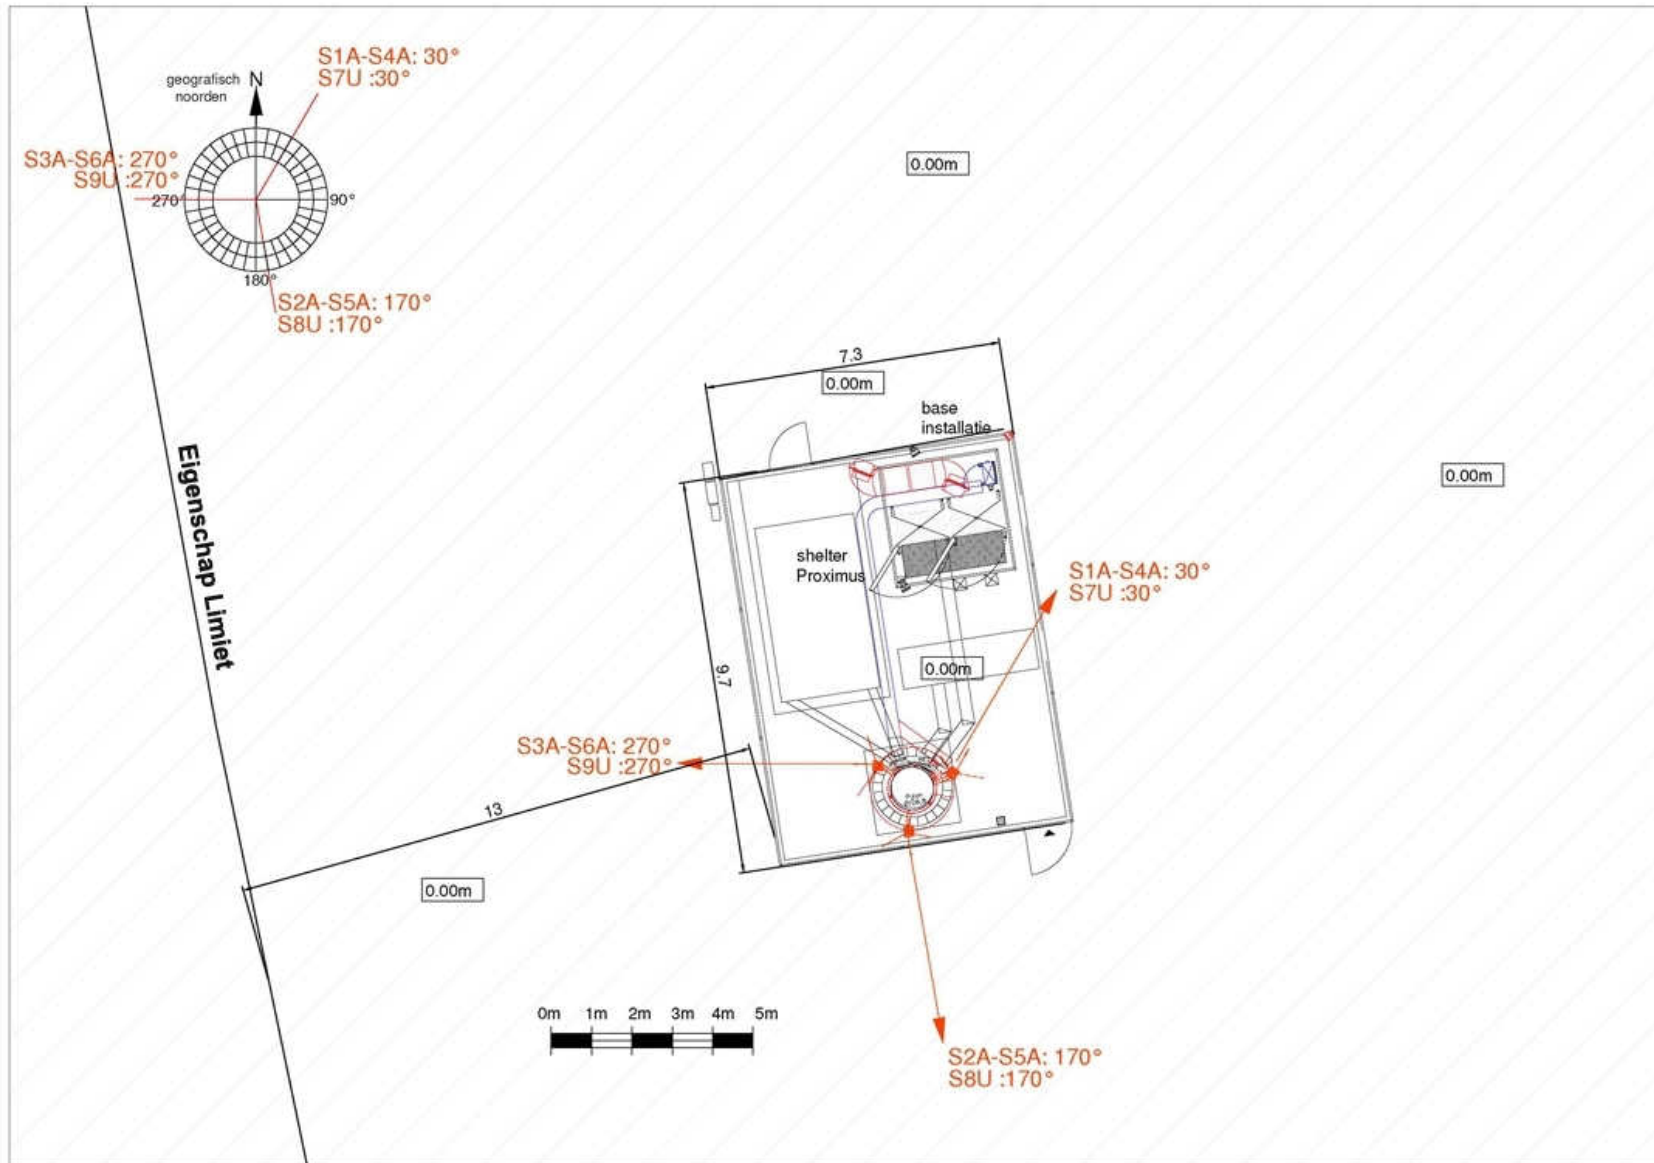 S1A-S4A: 30°
S7U :30°
geografisch
noorden
N
S3A-S6A: 270°
S9U :270°
270°
90°
180°
S2A-S5A: 170°
S8U :170°
0.00m
7.3
0.00m
base
installatie
0.00m
Eigenschap Limiet
shelter
Proximus
S1A-S4A: 30°
S7U :30°
9.7
0.00m
S3A-S6A: 270°
S9U :270°
13
0.00m
0m 1m 2m 3m 4m 5m
S2A-S5A: 170°
S8U :170°